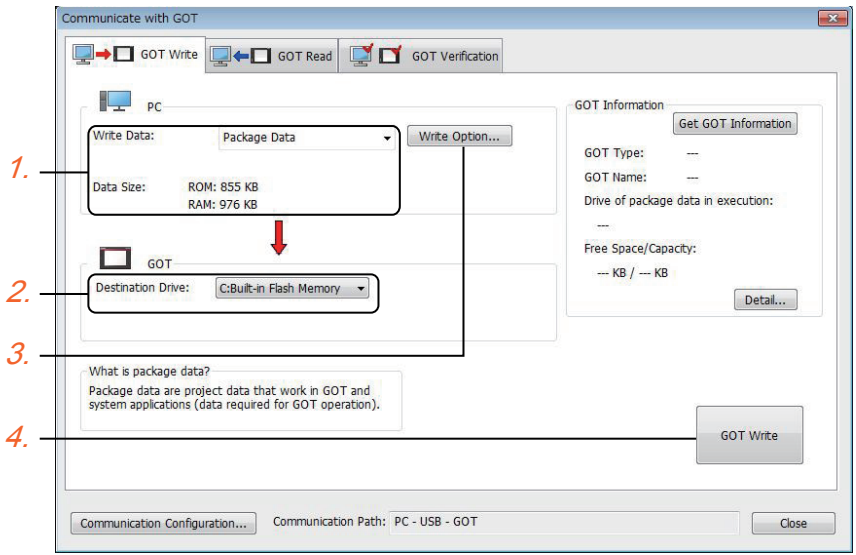 Communicate with GOT
GOT Write
GOT Read
GOT Verification
PC
Write Data:
Package Data
Write Option...
1.
Data Size:
ROM: 855 KB
RAM: 976 KB
GOT
2.
Destination Drive:
C:Built-in Flash Memory
3.
What is package data?
Package data are project data that work in GOT and
system applications (data required for GOT operation).
GOT Information
Get GOT Information
GOT Type: ---
GOT Name: ---
Drive of package data in execution:
---
Free Space/Capacity:
--- KB / --- KB
Detail...
4.
GOT Write
Communication Configuration...
Communication Path: PC - USB - GOT
Close